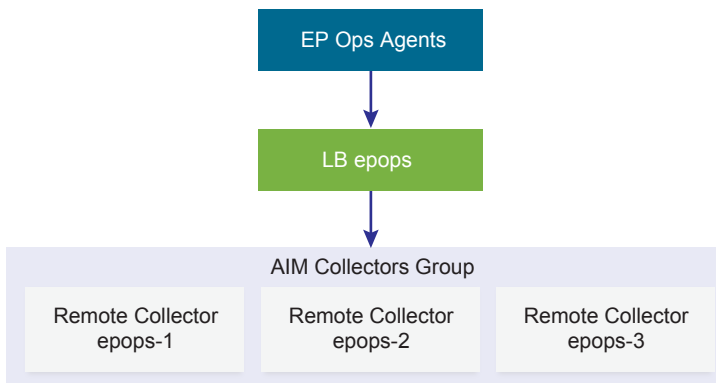 EP Ops Agents
LB epops
AIM Collectors Group
Remote Collector
epops-1
Remote Collector
epops-2
Remote Collector
epops-3